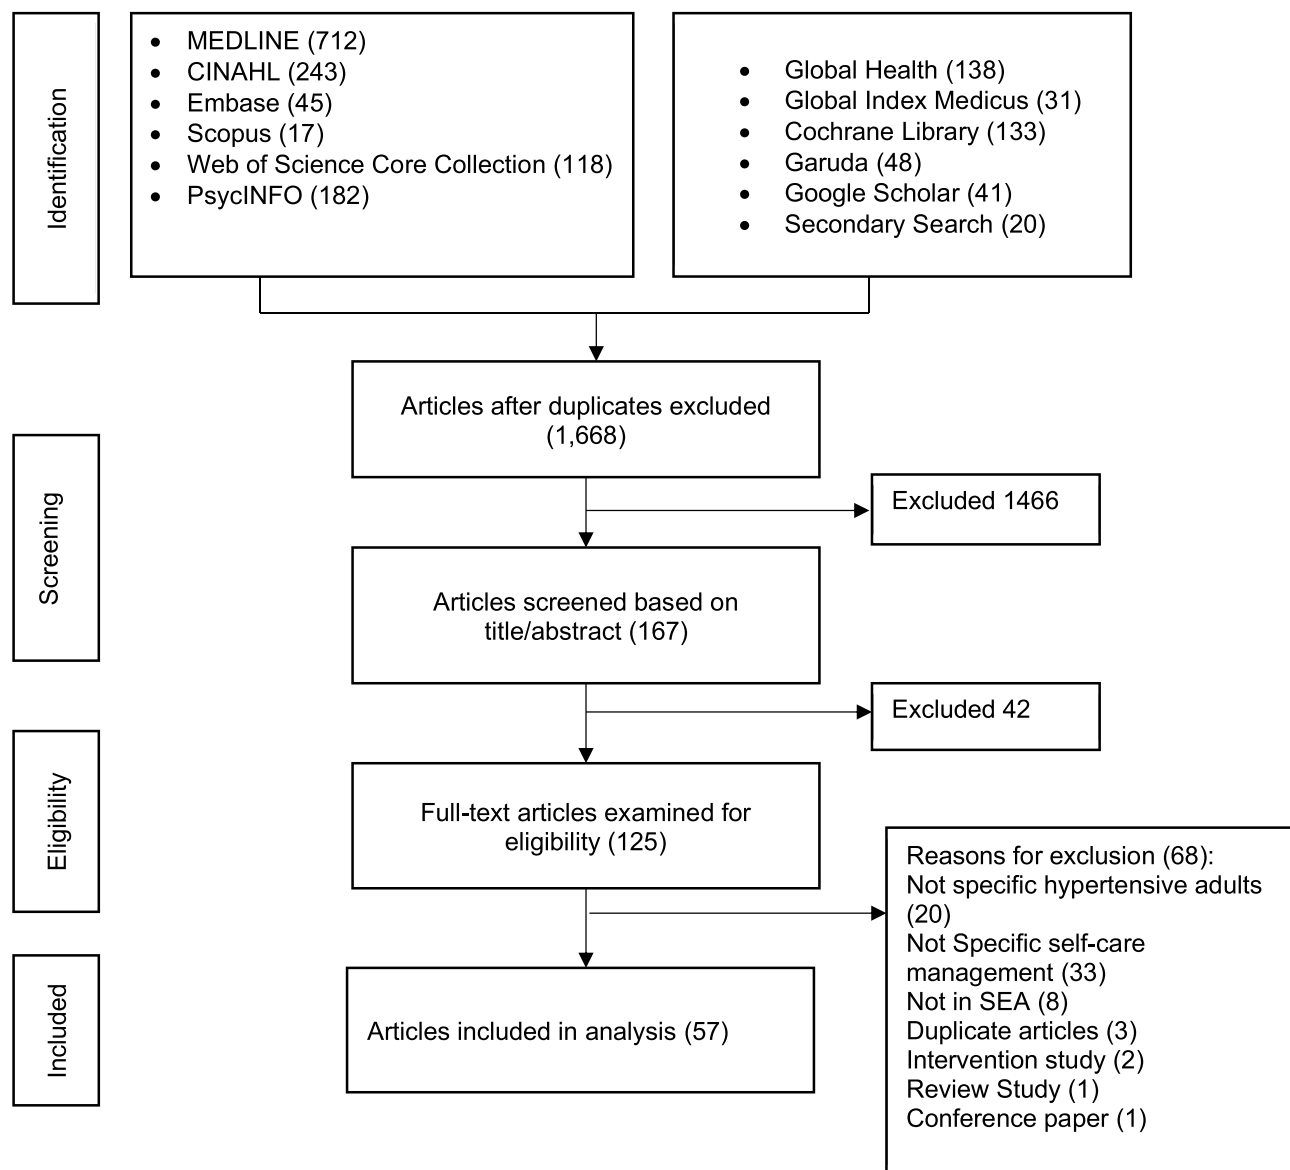 Identification
• MEDLINE (712)
• CINAHL (243)
• Embase (45)
• Scopus (17)
• Web of Science Core Collection (118)
• PsycINFO (182)
• Global Health (138)
• Global Index Medicus (31)
• Cochrane Library (133)
• Garuda (48)
• Google Scholar (41)
• Secondary Search (20)
Articles after duplicates excluded
(1,668)
Screening
Excluded 1466
Articles screened based on
title/abstract (167)
Excluded 42
Eligibility
Full-text articles examined for
eligibility (125)
Reasons for exclusion (68):
Not specific hypertensive adults
(20)
Not Specific self-care
management (33)
Not in SEA (8)
Duplicate articles (3)
Intervention study (2)
Review Study (1)
Conference paper (1)
Included
Articles included in analysis (57)